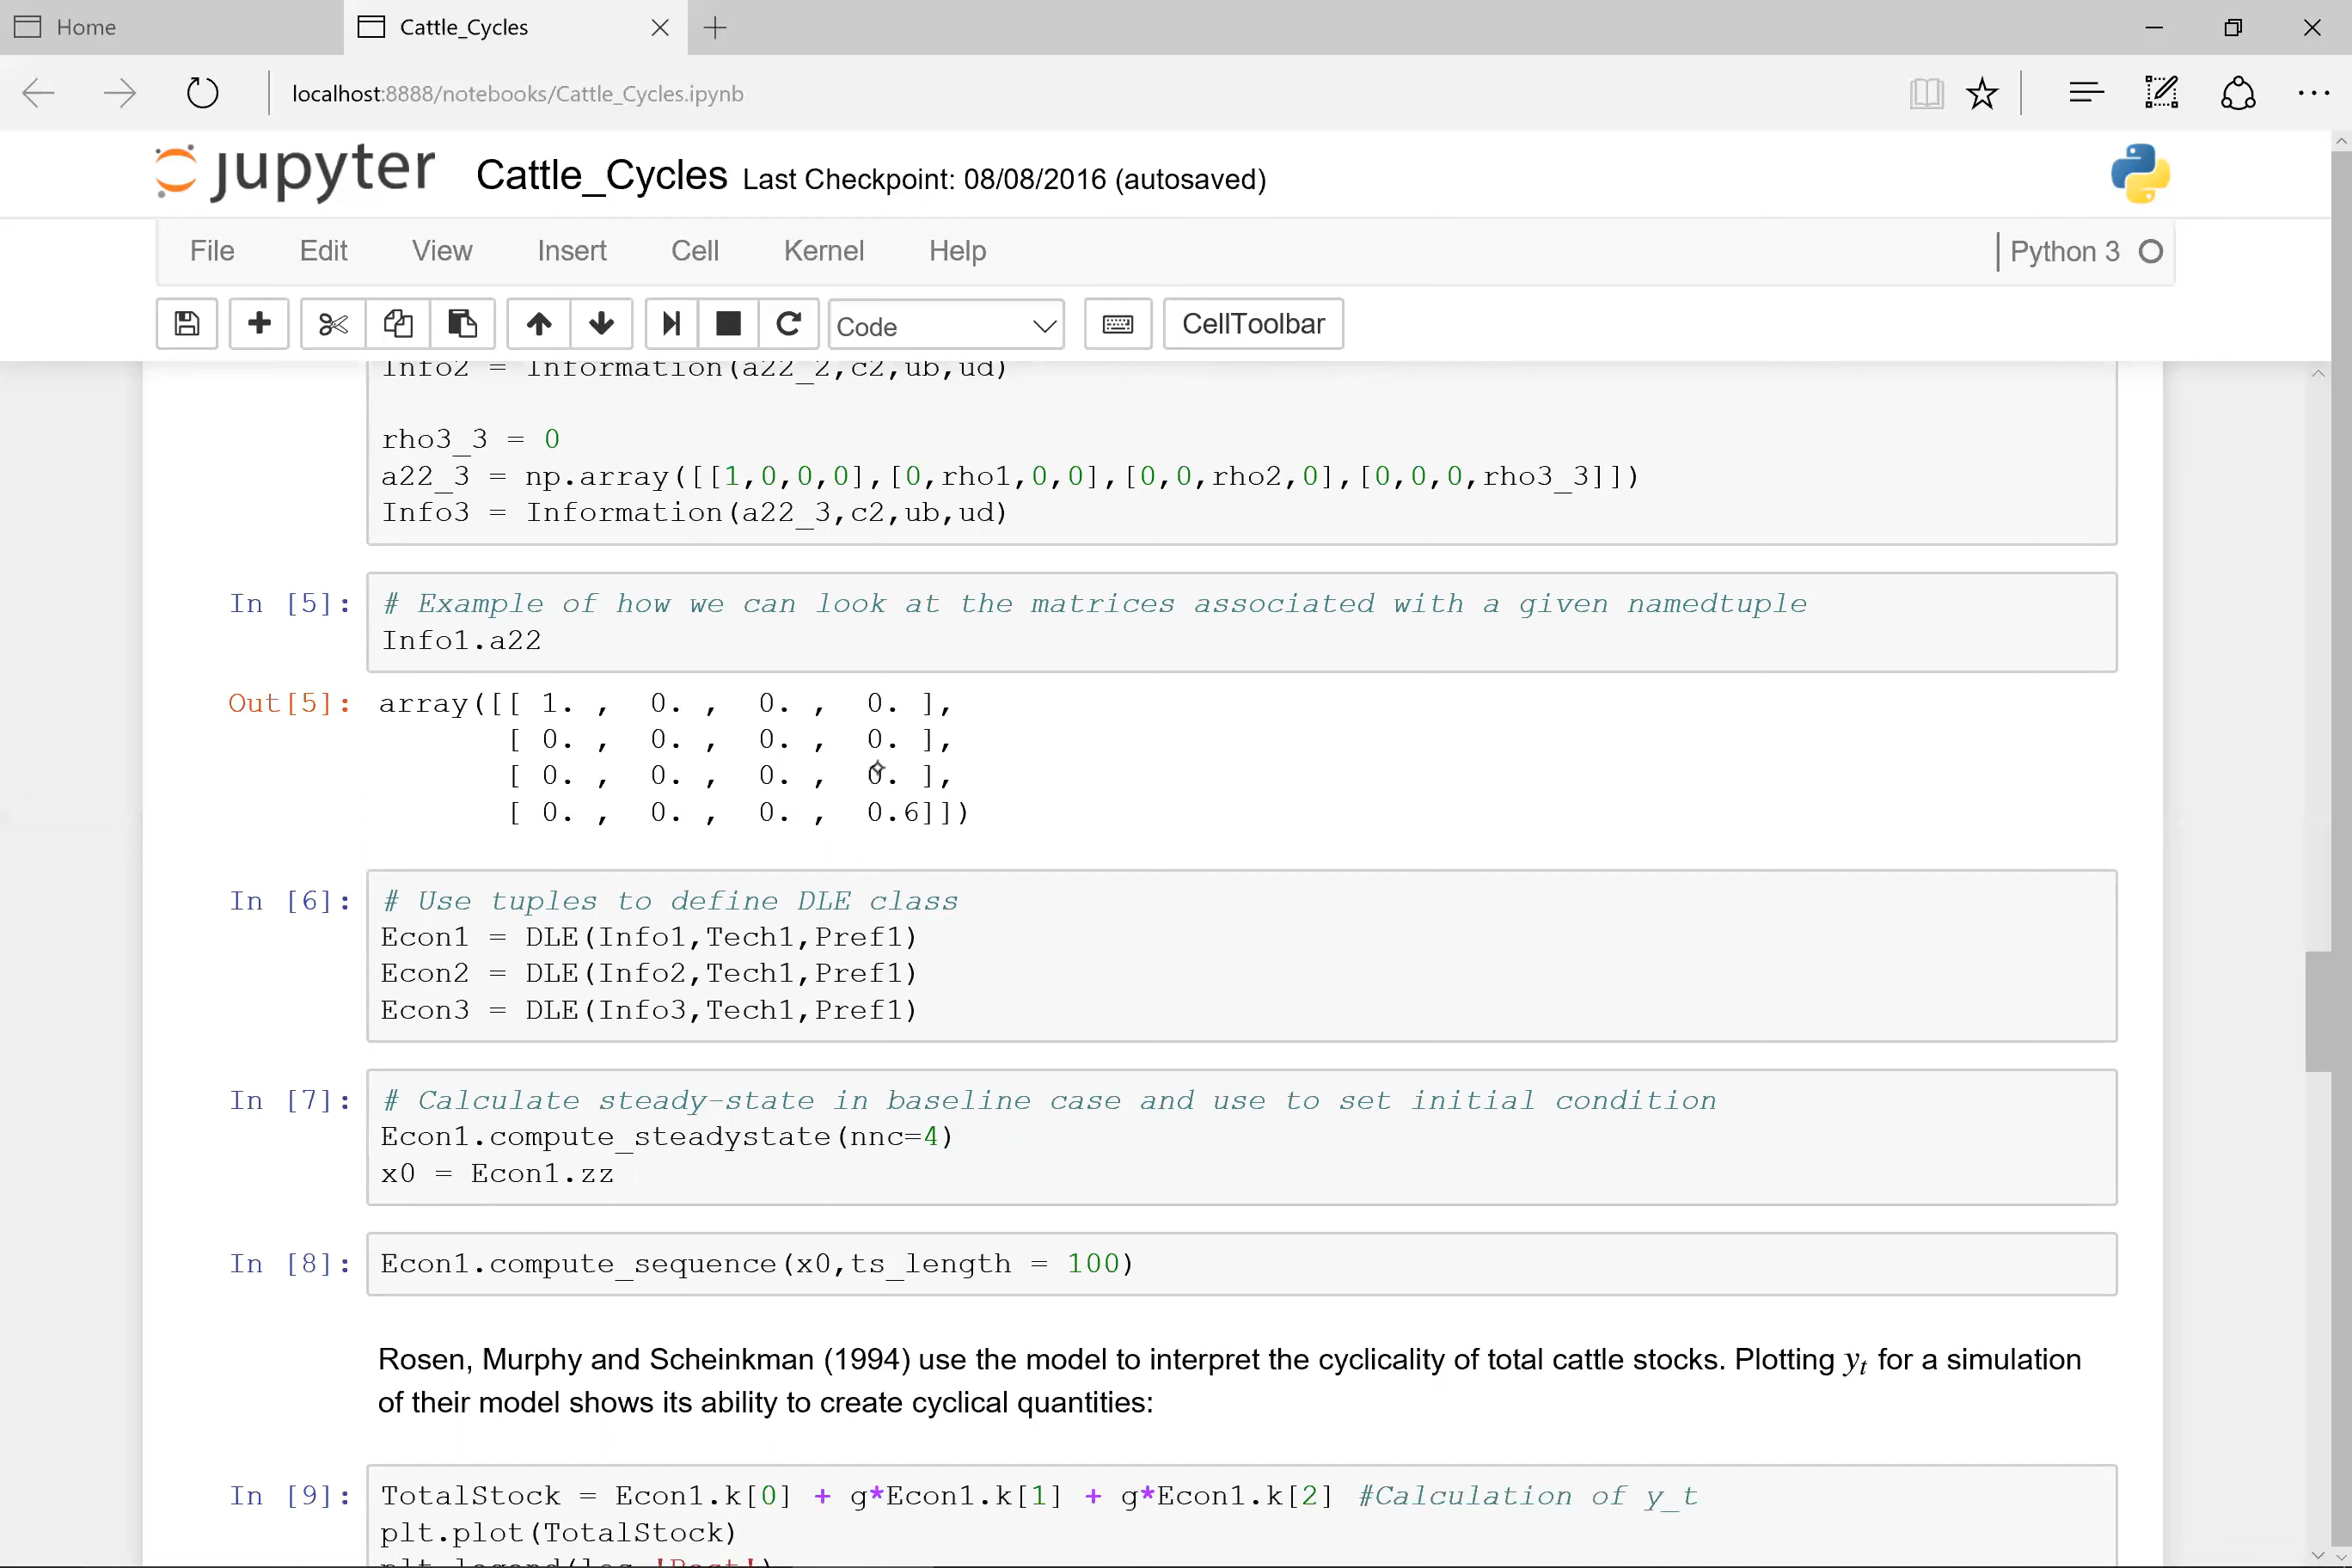 Home
Cattle_Cycles
localhost:8888/notebooks/Cattle_Cycles.ipynb
jupyter Cattle_Cycles Last Checkpoint: 08/08/2016 (autosaved)
File Edit View Insert Cell Kernel Help Python 3
Code CellToolbar
Info2 = Information(a22_2,c2,ub,ud)
rho3_3 = 0
a22_3 = np.array([[1,0,0,0],[0,rho1,0,0],[0,0,rho2,0],[0,0,0,rho3_3]])
Info3 = Information(a22_3,c2,ub,ud)
In [5]: # Example of how we can look at the matrices associated with a given namedtuple
Info1.a22
Out[5]: array([[ 1. , 0. , 0. , 0. ],
[ 0. , 0. , 0. , 0. ],
[ 0. , 0. , 0. , 0. ],
[ 0. , 0. , 0. , 0.6]])
In [6]: # Use tuples to define DLE class
Econ1 = DLE(Info1,Tech1,Pref1)
Econ2 = DLE(Info2,Tech1,Pref1)
Econ3 = DLE(Info3,Tech1,Pref1)
In [7]: # Calculate steady-state in baseline case and use to set initial condition
Econ1.compute_steadystate(nnc=4)
x0 = Econ1.zz
In [8]: Econ1.compute_sequence(x0,ts_length = 100)
Rosen, Murphy and Scheinkman (1994) use the model to interpret the cyclicality of total cattle stocks. Plotting y_t for a simulation
of their model shows its ability to create cyclical quantities:
In [9]: TotalStock = Econ1.k[0] + g*Econ1.k[1] + g*Econ1.k[2] #Calculation of y_t
plt.plot(TotalStock)